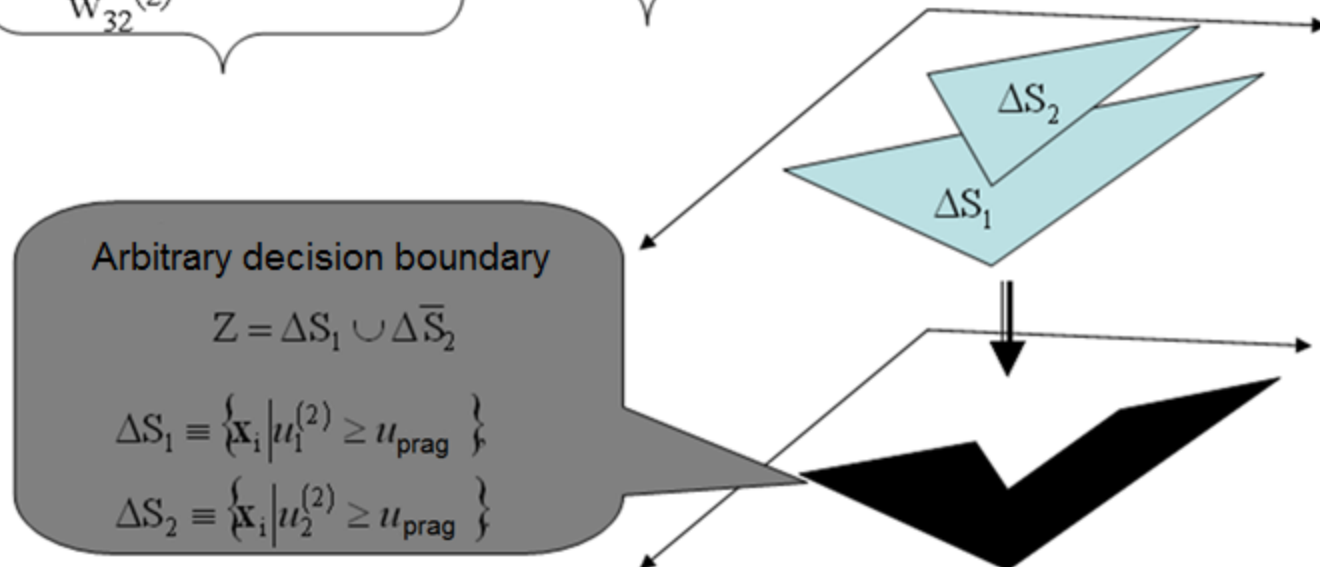 W₃₂⁽²⁾
ΔS₂
ΔS₁
Arbitrary decision boundary
Z = ΔS₁ ∪ ΔS̅₂
ΔS₁ ≡ {xᵢ|u₁⁽²⁾ ≥ u_prag }
ΔS₂ ≡ {xᵢ|u₂⁽²⁾ ≥ u_prag }